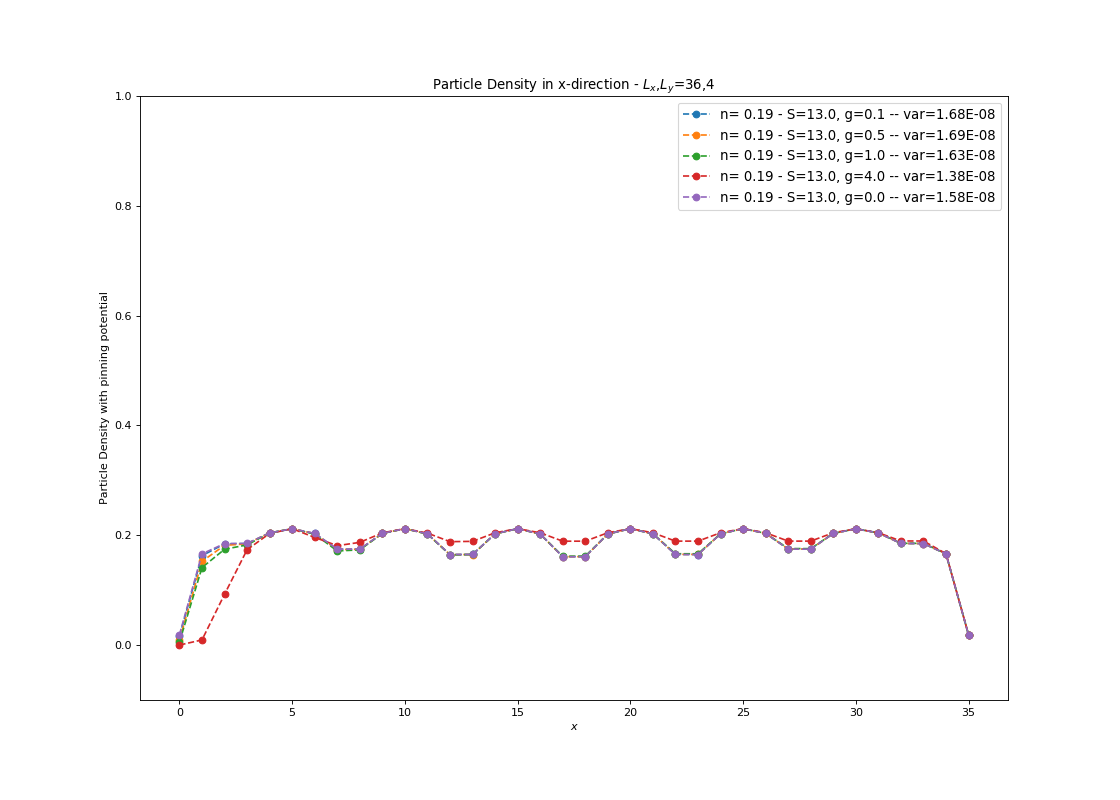 Particle Density in x-direction - Lx,Ly=36,4
1.0
0.8
0.6
0.4
0.2
0.0
Particle Density with pinning potential
n= 0.19 - S=13.0, g=0.1 -- var=1.68E-08
n= 0.19 - S=13.0, g=0.5 -- var=1.69E-08
n= 0.19 - S=13.0, g=1.0 -- var=1.63E-08
n= 0.19 - S=13.0, g=4.0 -- var=1.38E-08
n= 0.19 - S=13.0, g=0.0 -- var=1.58E-08
0 5 10 15 20 25 30 35
x